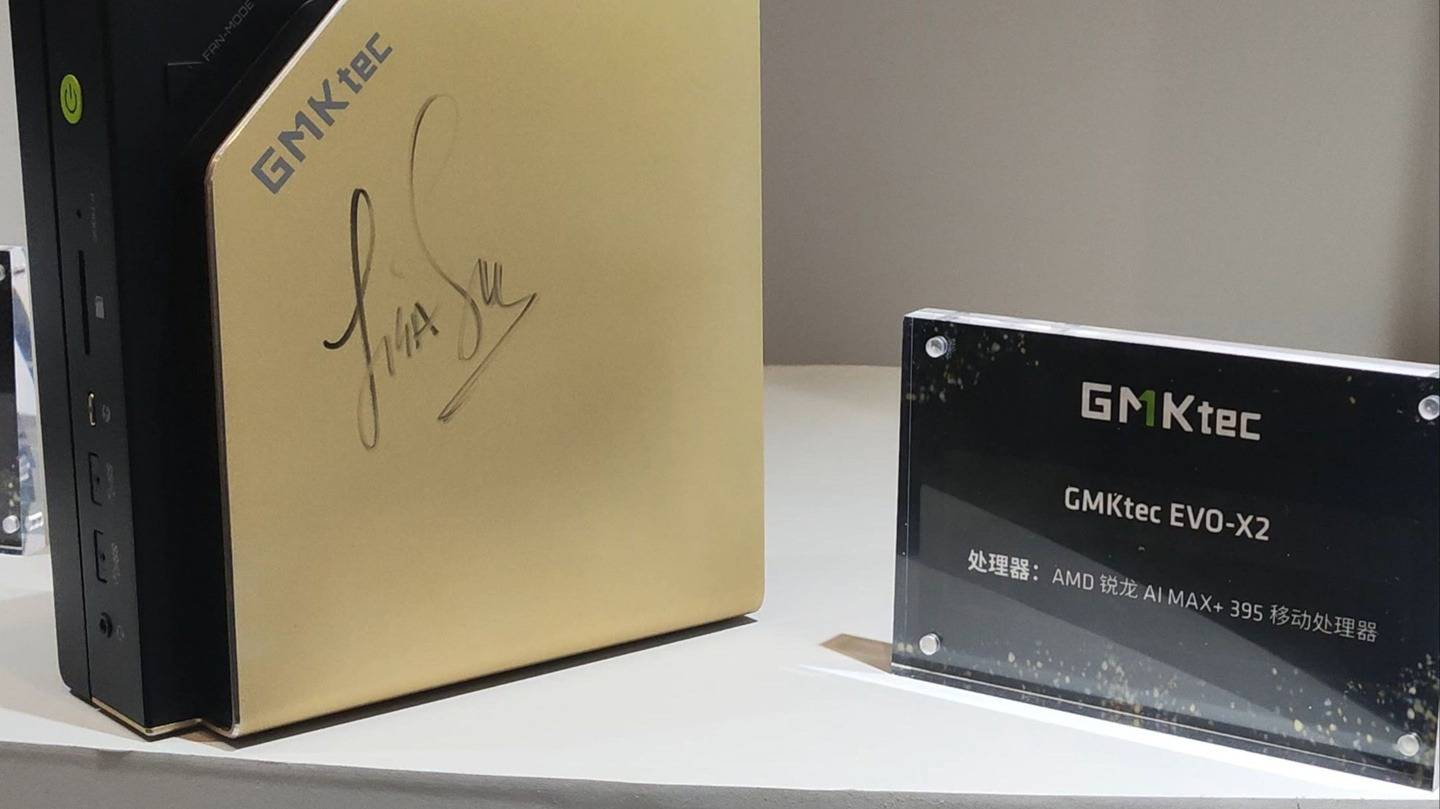 FAN-MODE
GMKtec
Lisa Su
GMKtec
GMKtec EVO-X2
处理器：AMD 锐龙 AI MAX+ 395 移动处理器